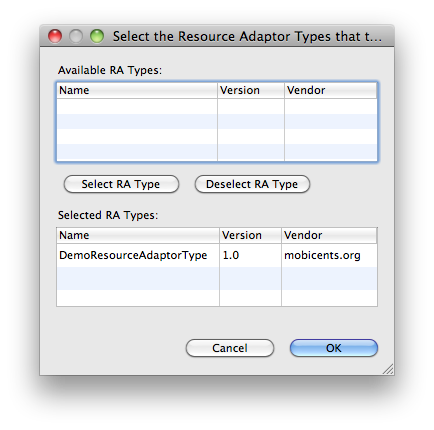 Select the Resource Adaptor Types that t...
Available RA Types:
Name Version Vendor
Select RA Type Deselect RA Type
Selected RA Types:
Name Version Vendor
DemoResourceAdaptorType 1.0 mobicents.org
Cancel OK